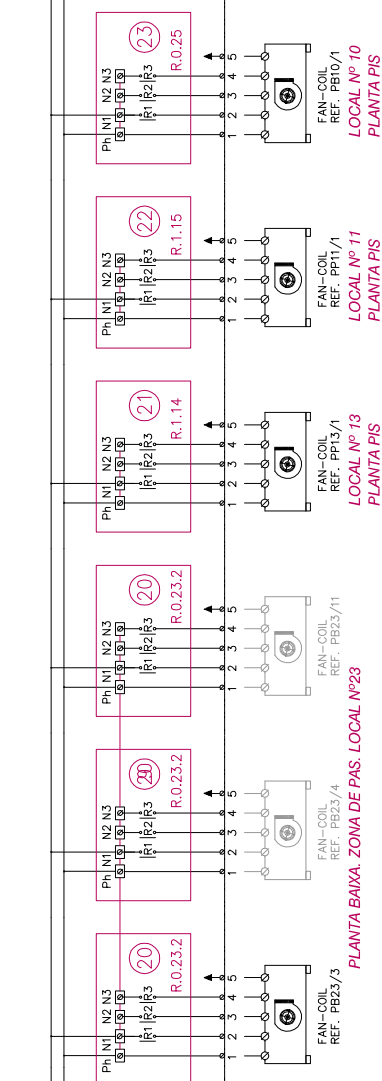 Ph N1 N2 N3
R1 R2 R3
20
R.0.23.2
1 2 3 4 5
FAN-COIL
REF. PB23/3
Ph N1 N2 N3
R1 R2 R3
R.0.23.2
1 2 3 4 5
FAN-COIL
REF. PB23/4
Ph N1 N2 N3
R1 R2 R3
20
R.0.23.2
1 2 3 4 5
FAN-COIL
REF. PB23/11
PLANTA BAIXA. ZONA DE PAS. LOCAL Nº23
Ph N1 N2 N3
R1 R2 R3
21
R.1.14
1 2 3 4 5
FAN-COIL
REF. PP13/1
LOCAL Nº 13
PLANTA PIS
Ph N1 N2 N3
R1 R2 R3
22
R.1.15
1 2 3 4 5
FAN-COIL
REF. PP11/1
LOCAL Nº 11
PLANTA PIS
Ph N1 N2 N3
R1 R2 R3
23
R.0.25
1 2 3 4 5
FAN-COIL
REF. PB10/1
LOCAL Nº 10
PLANTA PIS